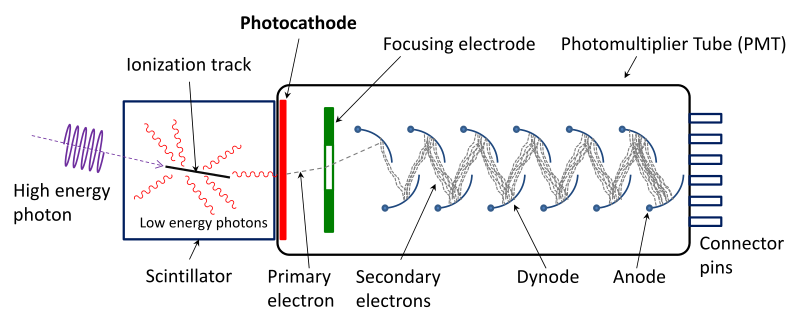 Photocathode
Focusing electrode
Photomultiplier Tube (PMT)
Ionization track
High energy
photon
Low energy photons
Scintillator
Primary
electron
Secondary
electrons
Dynode
Anode
Connector
pins